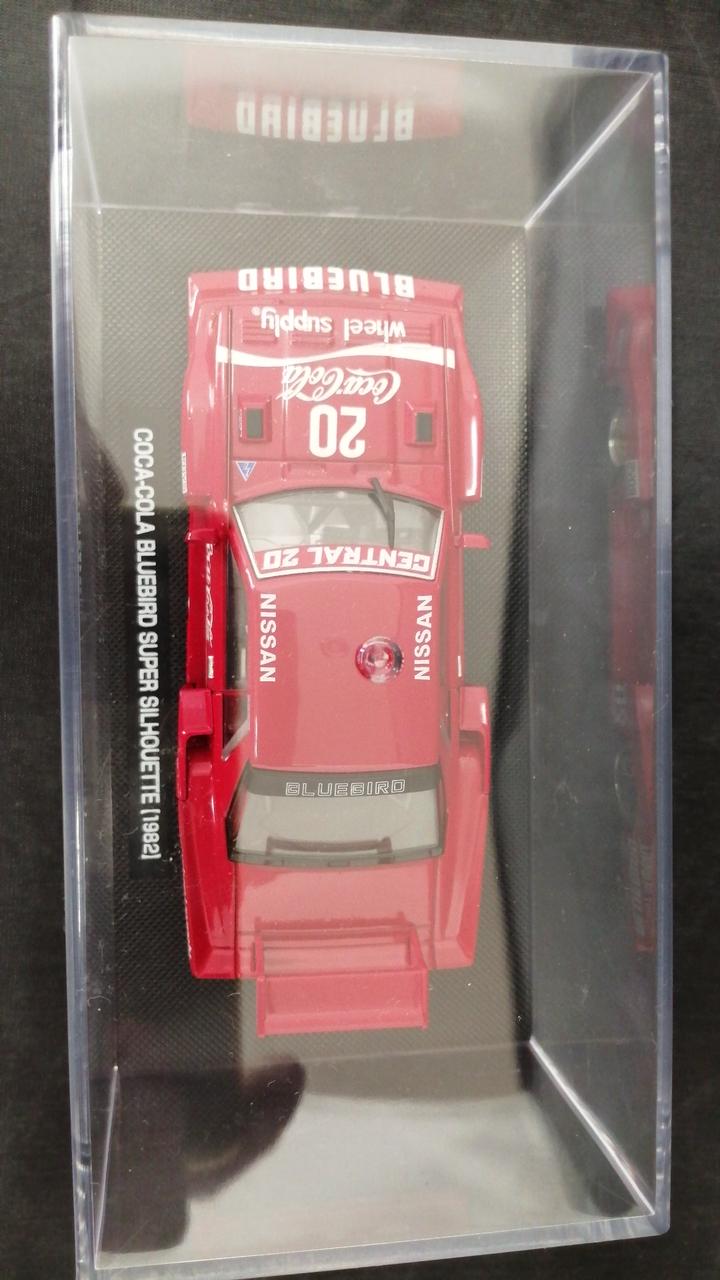 BLUEBIRD
BLUEBIRD
wheel supply.
Coca-Cola
20
CENTRAL 20
NISSAN
NISSAN
BLUEBIRD
COCA-COLA BLUEBIRD SUPER SILHOUETTE [1982]